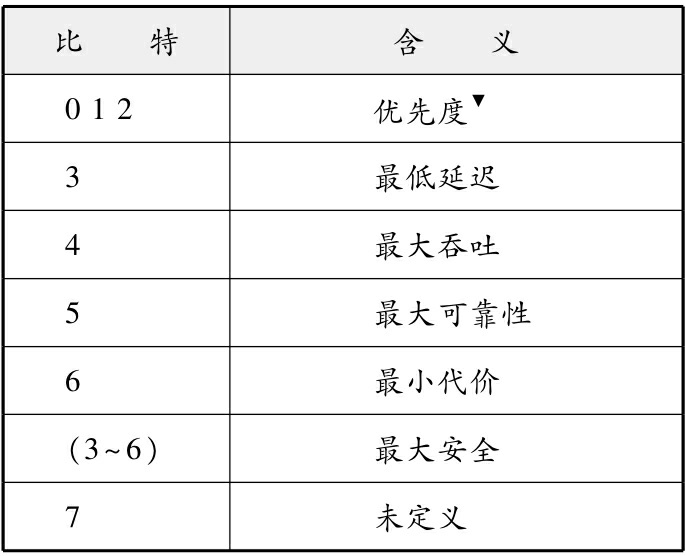 比 特 含 义
0 1 2 优先度▼
3 最低延迟
4 最大吞吐
5 最大可靠性
6 最小代价
(3~6) 最大安全
7 未定义